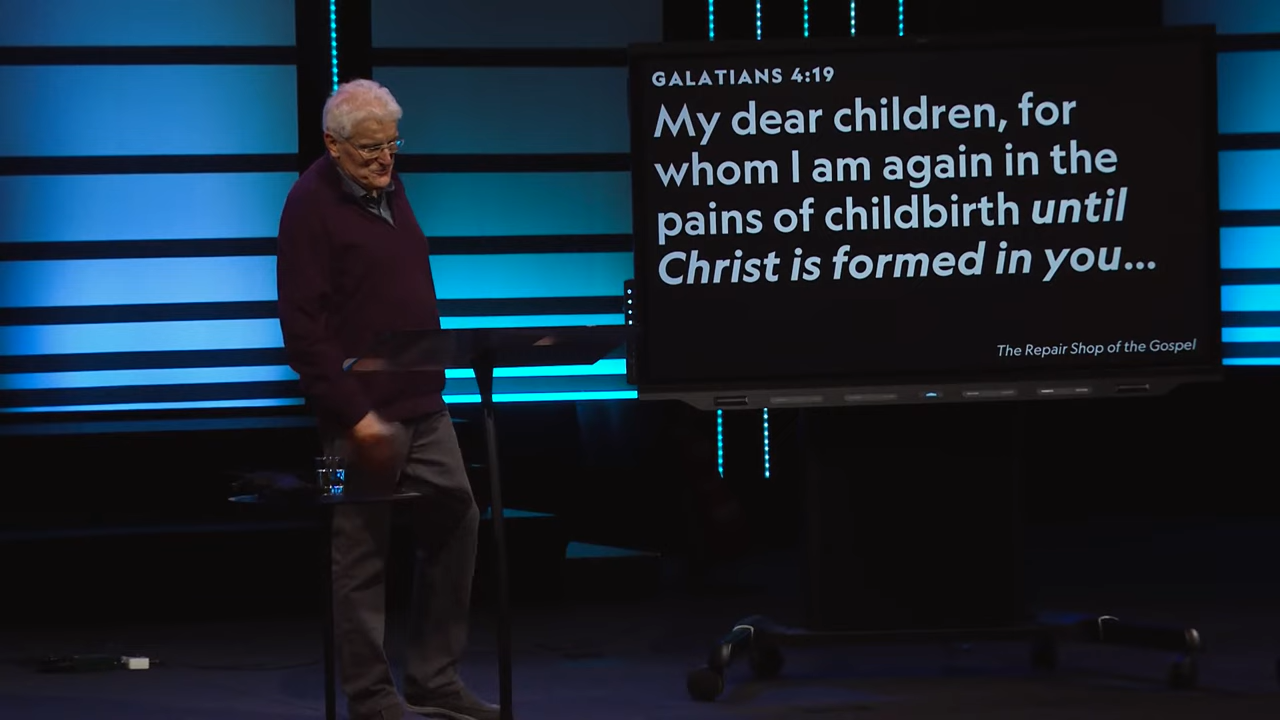 GALATIANS 4:19
My dear children, for
whom I am again in the
pains of childbirth until
Christ is formed in you...
The Repair Shop of the Gospel